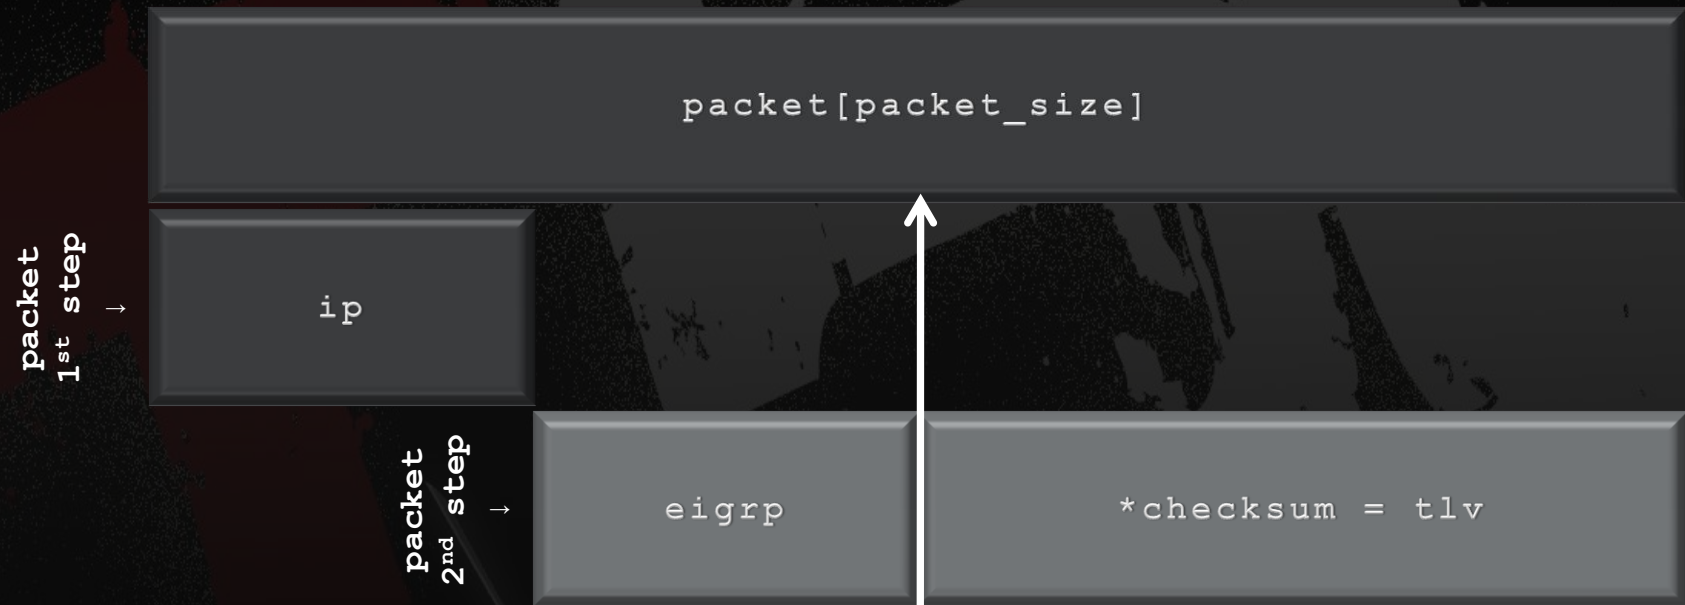 packet[packet_size]
packet
1st step
→
ip
packet
2nd step
→
eigrp
*checksum = tlv